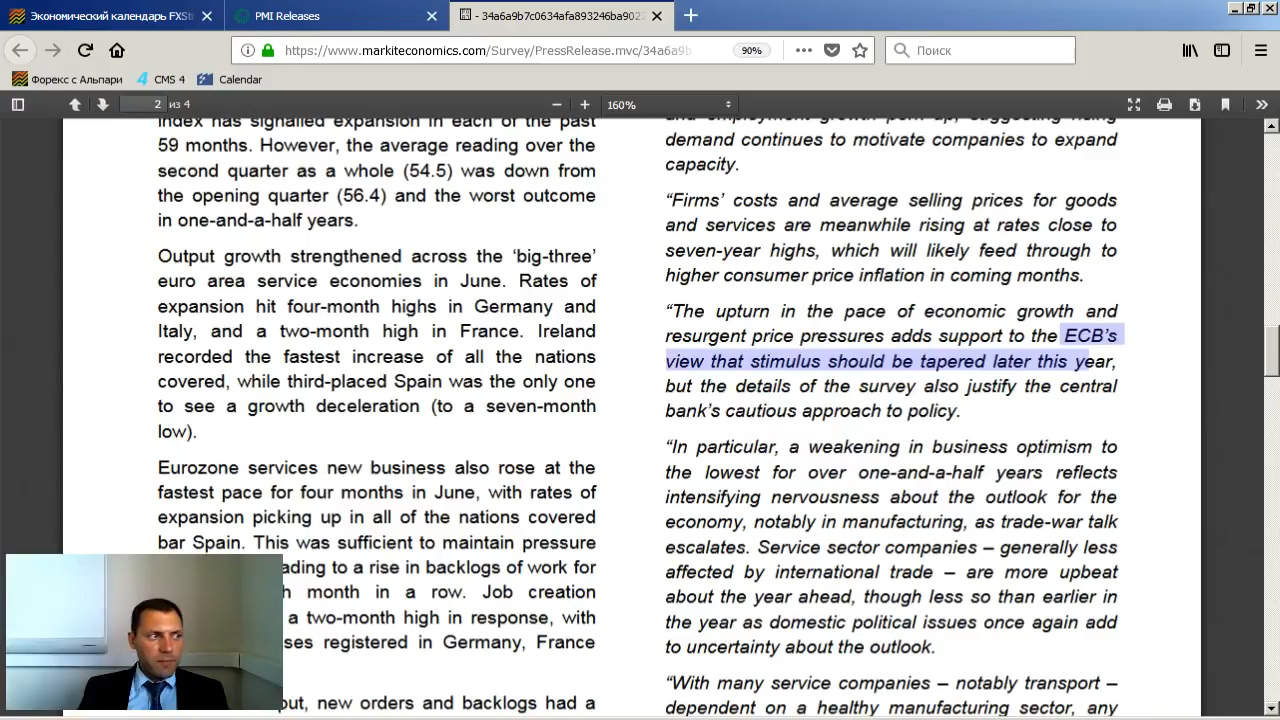 Экономический календарь FXSt
PMI Releases
- 34a6a9b7c0634afa893246ba902
https://www.markiteconomics.com/Survey/PressRelease.mvc/34a6a9b
90%
Поиск
Форекс с Альпари
CMS 4
Calendar
2 из 4
160%
index has signalled expansion in each of the past
59 months. However, the average reading over the
second quarter as a whole (54.5) was down from
the opening quarter (56.4) and the worst outcome
in one-and-a-half years.
Output growth strengthened across the ‘big-three’
euro area service economies in June. Rates of
expansion hit four-month highs in Germany and
Italy, and a two-month high in France. Ireland
recorded the fastest increase of all the nations
covered, while third-placed Spain was the only one
to see a growth deceleration (to a seven-month
low).
Eurozone services new business also rose at the
fastest pace for four months in June, with rates of
expansion picking up in all of the nations covered
bar Spain. This was sufficient to maintain pressure
ading to a rise in backlogs of work for
month in a row. Job creation
a two-month high in response, with
ses registered in Germany, France
put, new orders and backlogs had a
and employment growth perk up, suggesting rising
demand continues to motivate companies to expand
capacity.
“Firms’ costs and average selling prices for goods
and services are meanwhile rising at rates close to
seven-year highs, which will likely feed through to
higher consumer price inflation in coming months.
“The upturn in the pace of economic growth and
resurgent price pressures adds support to the ECB’s
view that stimulus should be tapered later this year,
but the details of the survey also justify the central
bank’s cautious approach to policy.
“In particular, a weakening in business optimism to
the lowest for over one-and-a-half years reflects
intensifying nervousness about the outlook for the
economy, notably in manufacturing, as trade-war talk
escalates. Service sector companies – generally less
affected by international trade – are more upbeat
about the year ahead, though less so than earlier in
the year as domestic political issues once again add
to uncertainty about the outlook.
“With many service companies – notably transport –
dependent on a healthy manufacturing sector, any